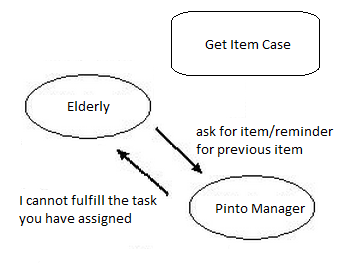 Get Item Case
Elderly
ask for item/reminder
for previous item
I cannot fulfill the task
you have assigned
Pinto Manager